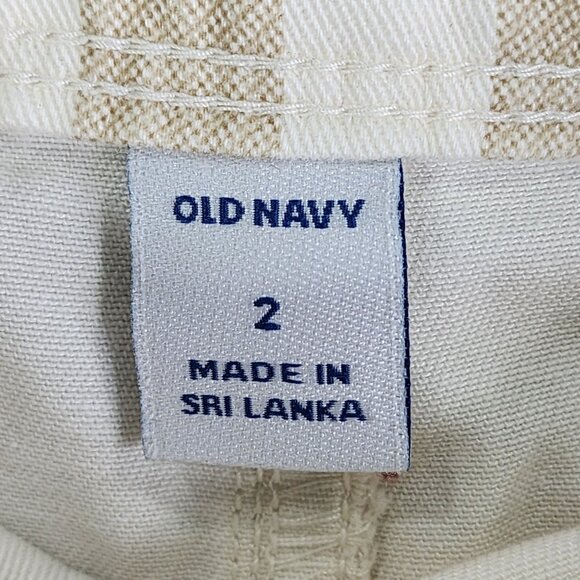 OLD NAVY
2
MADE IN
SRI LANKA